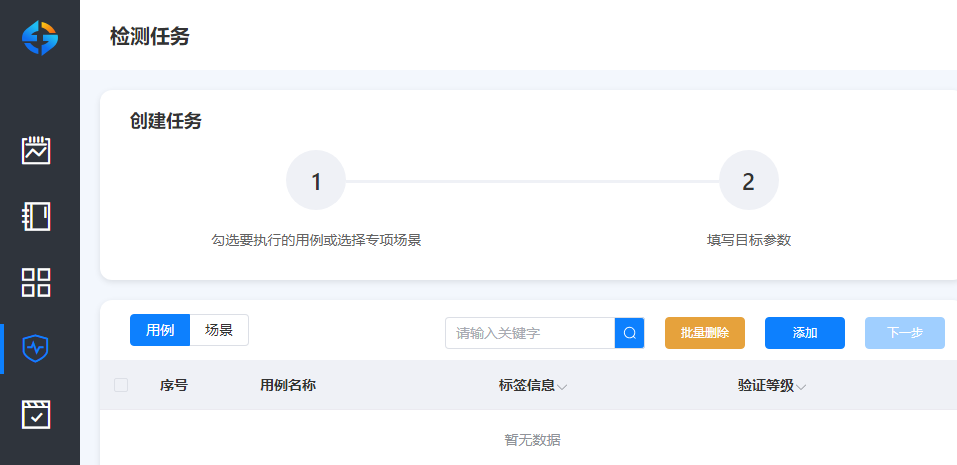 检测任务
创建任务
1
2
勾选要执行的用例或选择专项场景
填写目标参数
用例 场景 请输入关键字 批量删除 添加 下一步
序号 用例名称 标签信息 验证等级
暂无数据